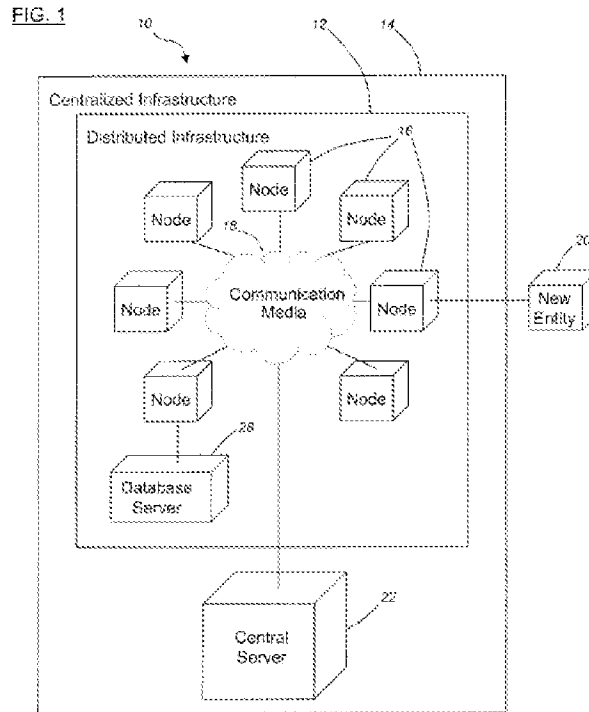 FIG. 1
10
12
14
Centralized Infrastructure
Distributed Infrastructure
16
Node
Node
Node
18
20
Communication
Media
Node
Node
New
Entity
Node
Node
28
Database
Server
22
Central
Server